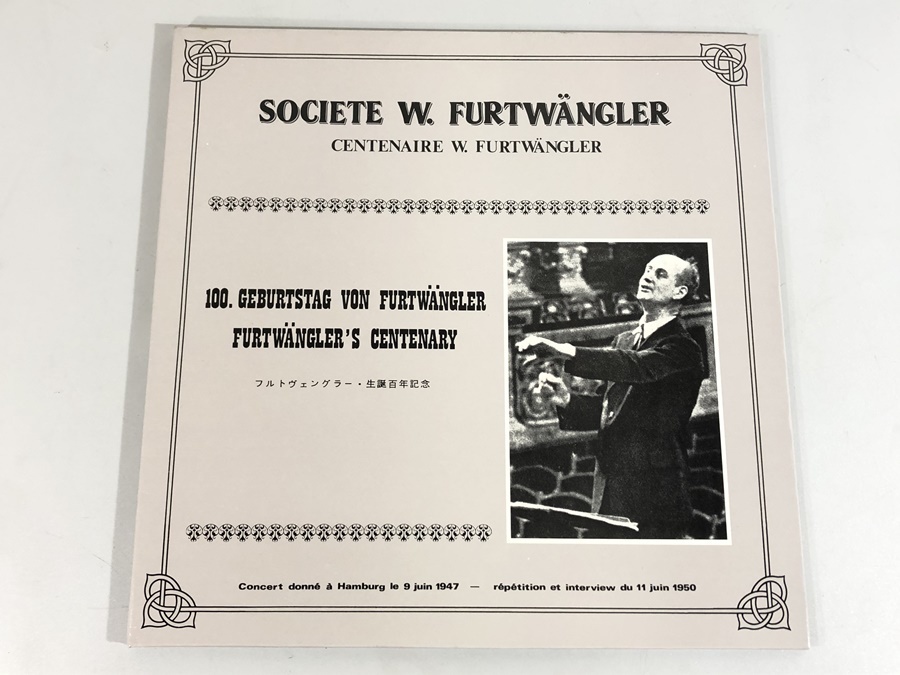 SOCIETE W. FURTWÄNGLER
CENTENAIRE W. FURTWÄNGLER
100. GEBURTSTAG VON FURTWÄNGLER
FURTWÄNGLER'S CENTENARY
フルトヴェングラー・生誕百年記念
Concert donné à Hamburg le 9 juin 1947 — répétition et interview du 11 juin 1950